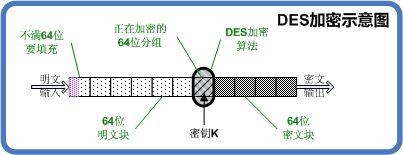 DES加密示意图
不满64位
要填充
正在加密的
64位分组
DES加密
算法
明文
输入
密文
输出
64位
明文块
密钥K
64位
密文块